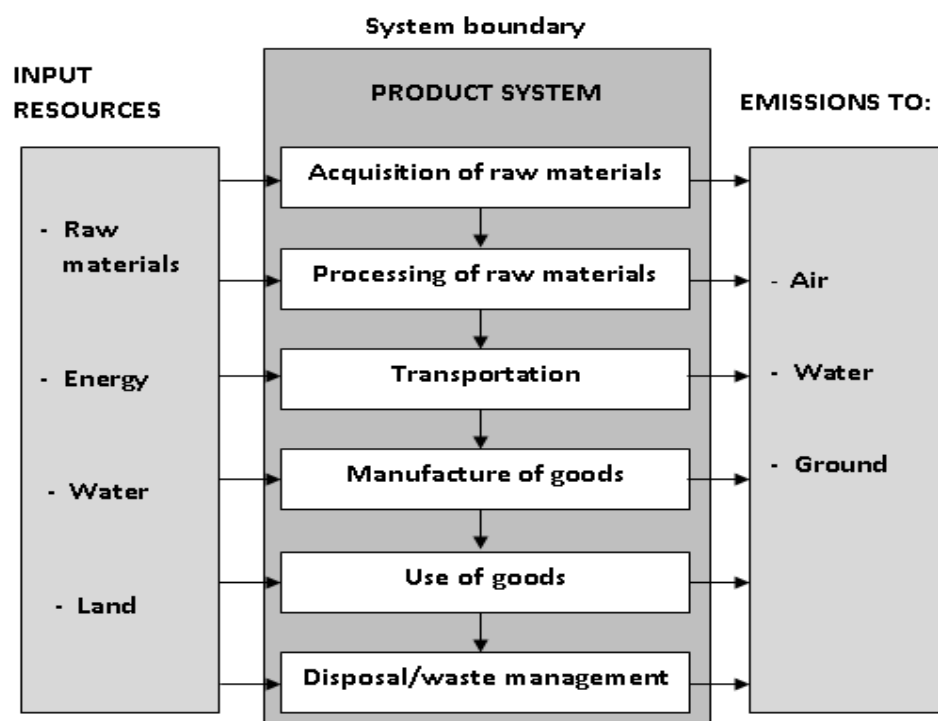 System boundary
INPUT
RESOURCES
PRODUCT SYSTEM
EMISSIONS TO:
Acquisition of raw materials
- Raw
materials
Processing of raw materials
- Air
- Energy
Transportation
- Water
- Water
Manufacture of goods
- Ground
- Land
Use of goods
Disposal/waste management